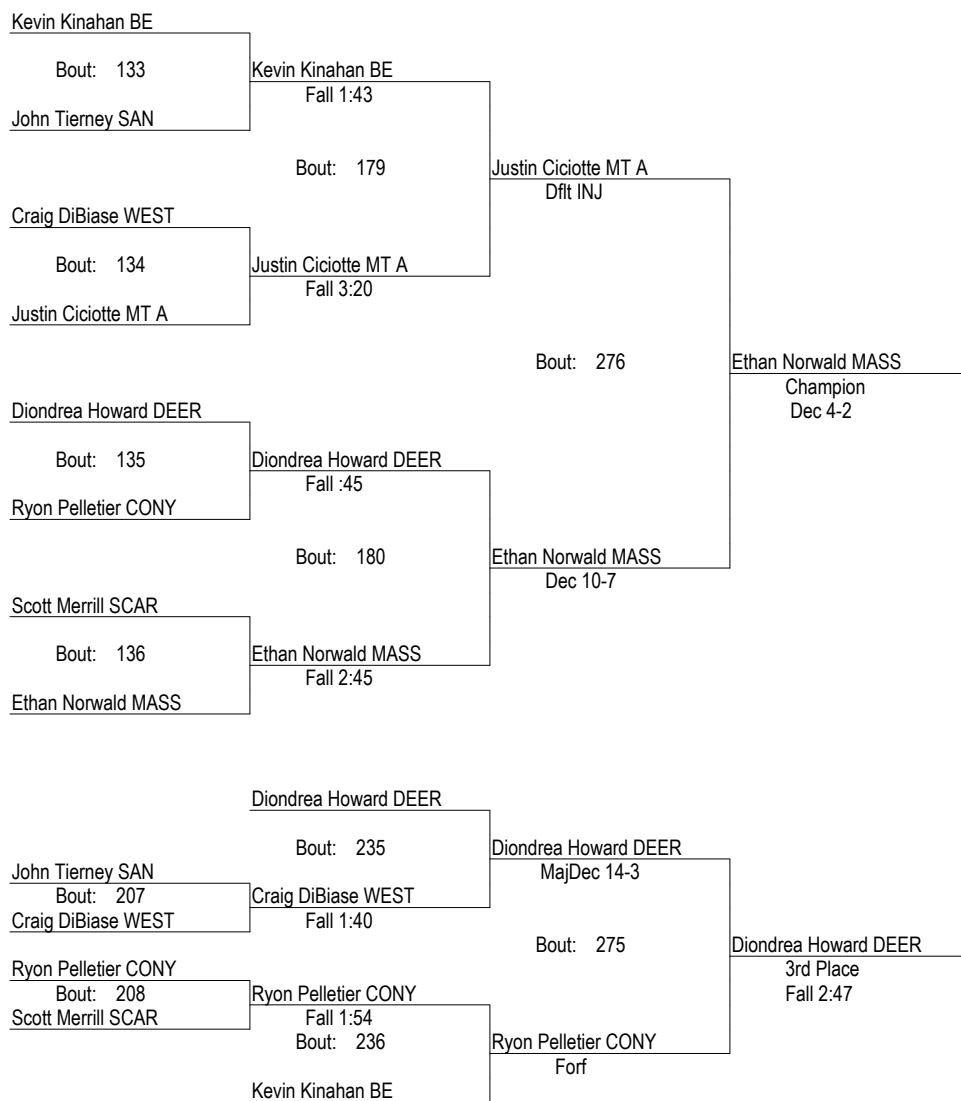 Kevin Kinahan BE
Bout: 133
Kevin Kinahan BE
Fall 1:43
John Tierney SAN
Bout: 179
Justin Ciciotte MT A
Dflt INJ
Craig DiBiase WEST
Bout: 134
Justin Ciciotte MT A
Fall 3:20
Justin Ciciotte MT A
Bout: 276
Ethan Norwald MASS
Champion
Dec 4-2
Diondrea Howard DEER
Bout: 135
Diondrea Howard DEER
Fall :45
Ryon Pelletier CONY
Bout: 180
Ethan Norwald MASS
Dec 10-7
Scott Merrill SCAR
Bout: 136
Ethan Norwald MASS
Fall 2:45
Ethan Norwald MASS
Diondrea Howard DEER
Bout: 235
Diondrea Howard DEER
MajDec 14-3
John Tierney SAN
Bout: 207
Craig DiBiase WEST
Fall 1:40
Craig DiBiase WEST
Bout: 275
Diondrea Howard DEER
3rd Place
Fall 2:47
Ryon Pelletier CONY
Bout: 208
Ryon Pelletier CONY
Fall 1:54
Scott Merrill SCAR
Bout: 236
Ryon Pelletier CONY
Forf
Kevin Kinahan BE